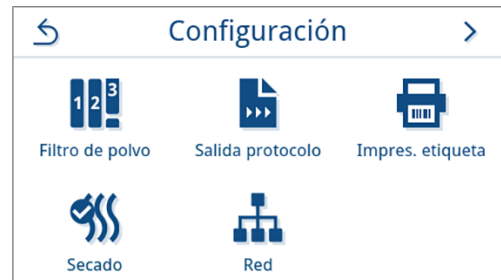 Configuración
1 2 3
Filtro de polvo Salida protocolo Impres. etiqueta
Secado Red